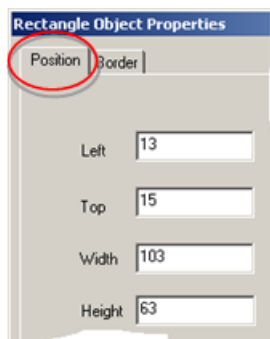 Rectangle Object Properties
Position Border
Left 13
Top 15
Width 103
Height 63